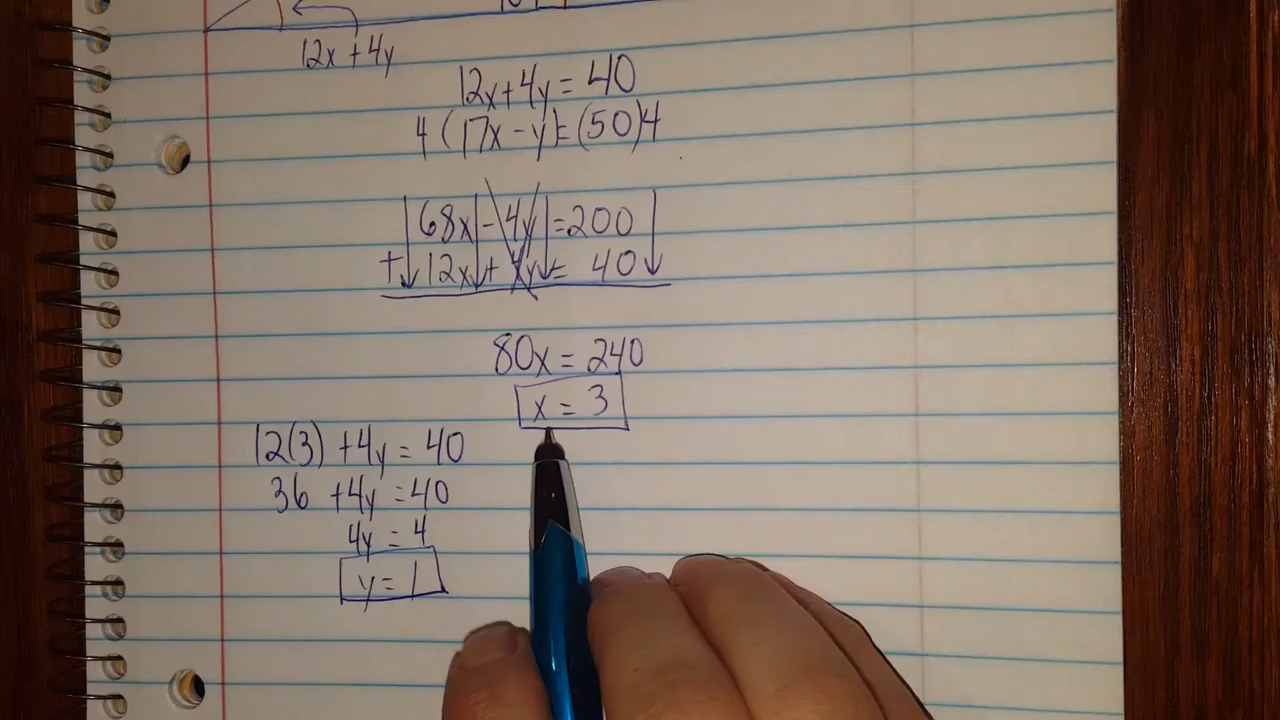 12x + 4y
12x + 4y = 40
4 (17x - y) = (50)4
68x - 4y = 200
+ 12x + 4y = 40
80x = 240
x = 3
12(3) + 4y = 40
36 + 4y = 40
4y = 4
y = 1